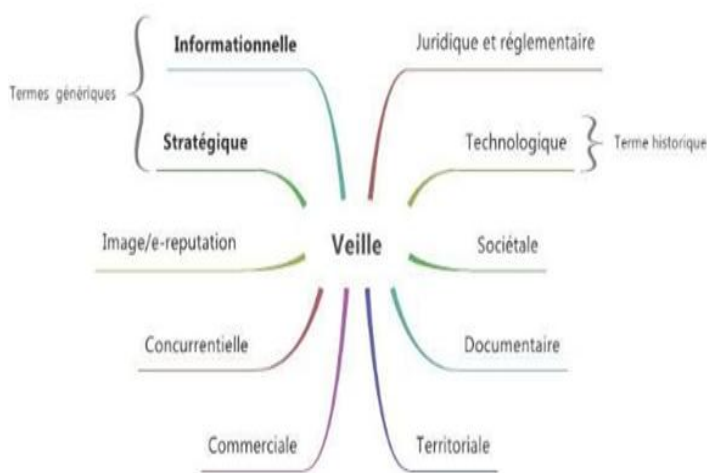 Informationnelle
Juridique et réglementaire
Termes génériques
Stratégique
Technologique
Terme historique
Image/e-reputation
Veille
Sociétale
Concurrentielle
Documentaire
Commerciale
Territoriale